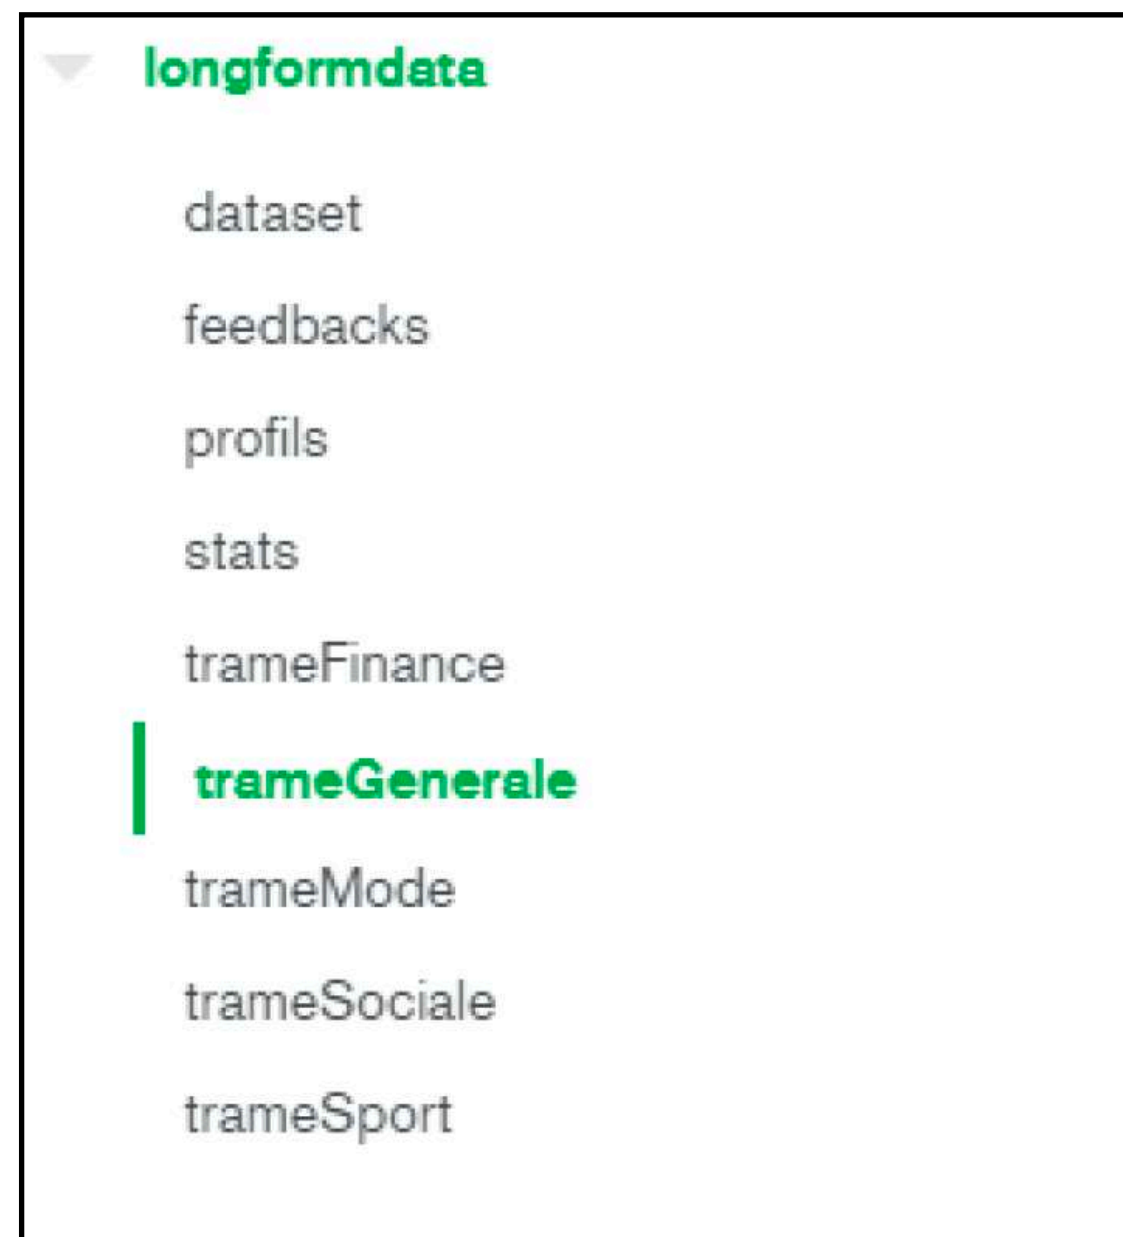 longformdata
dataset
feedbacks
profils
stats
trameFinance
trameGenerale
trameMode
trameSociale
trameSport